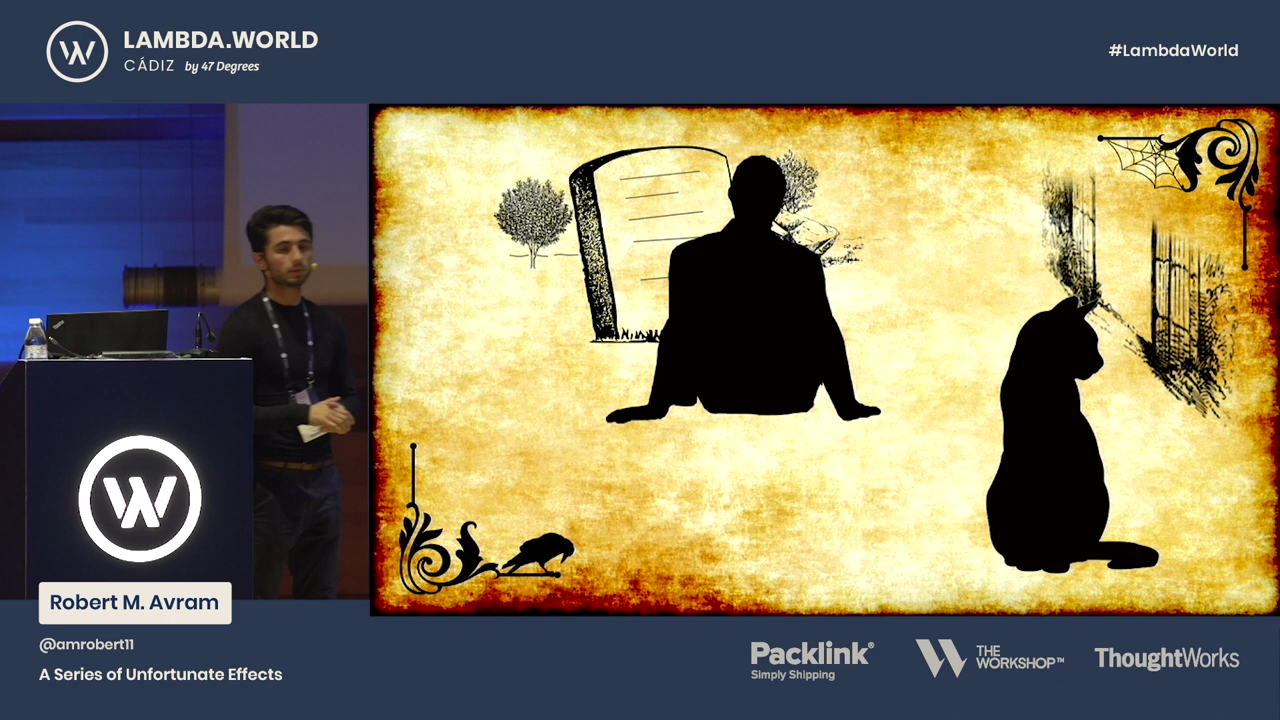 LAMBDA.WORLD
CÁDIZ by 47 Degrees
#LambdaWorld
Robert M. Avram
@amrobert11
A Series of Unfortunate Effects
Packlink®
Simply Shipping
THE
WORKSHOP™
ThoughtWorks